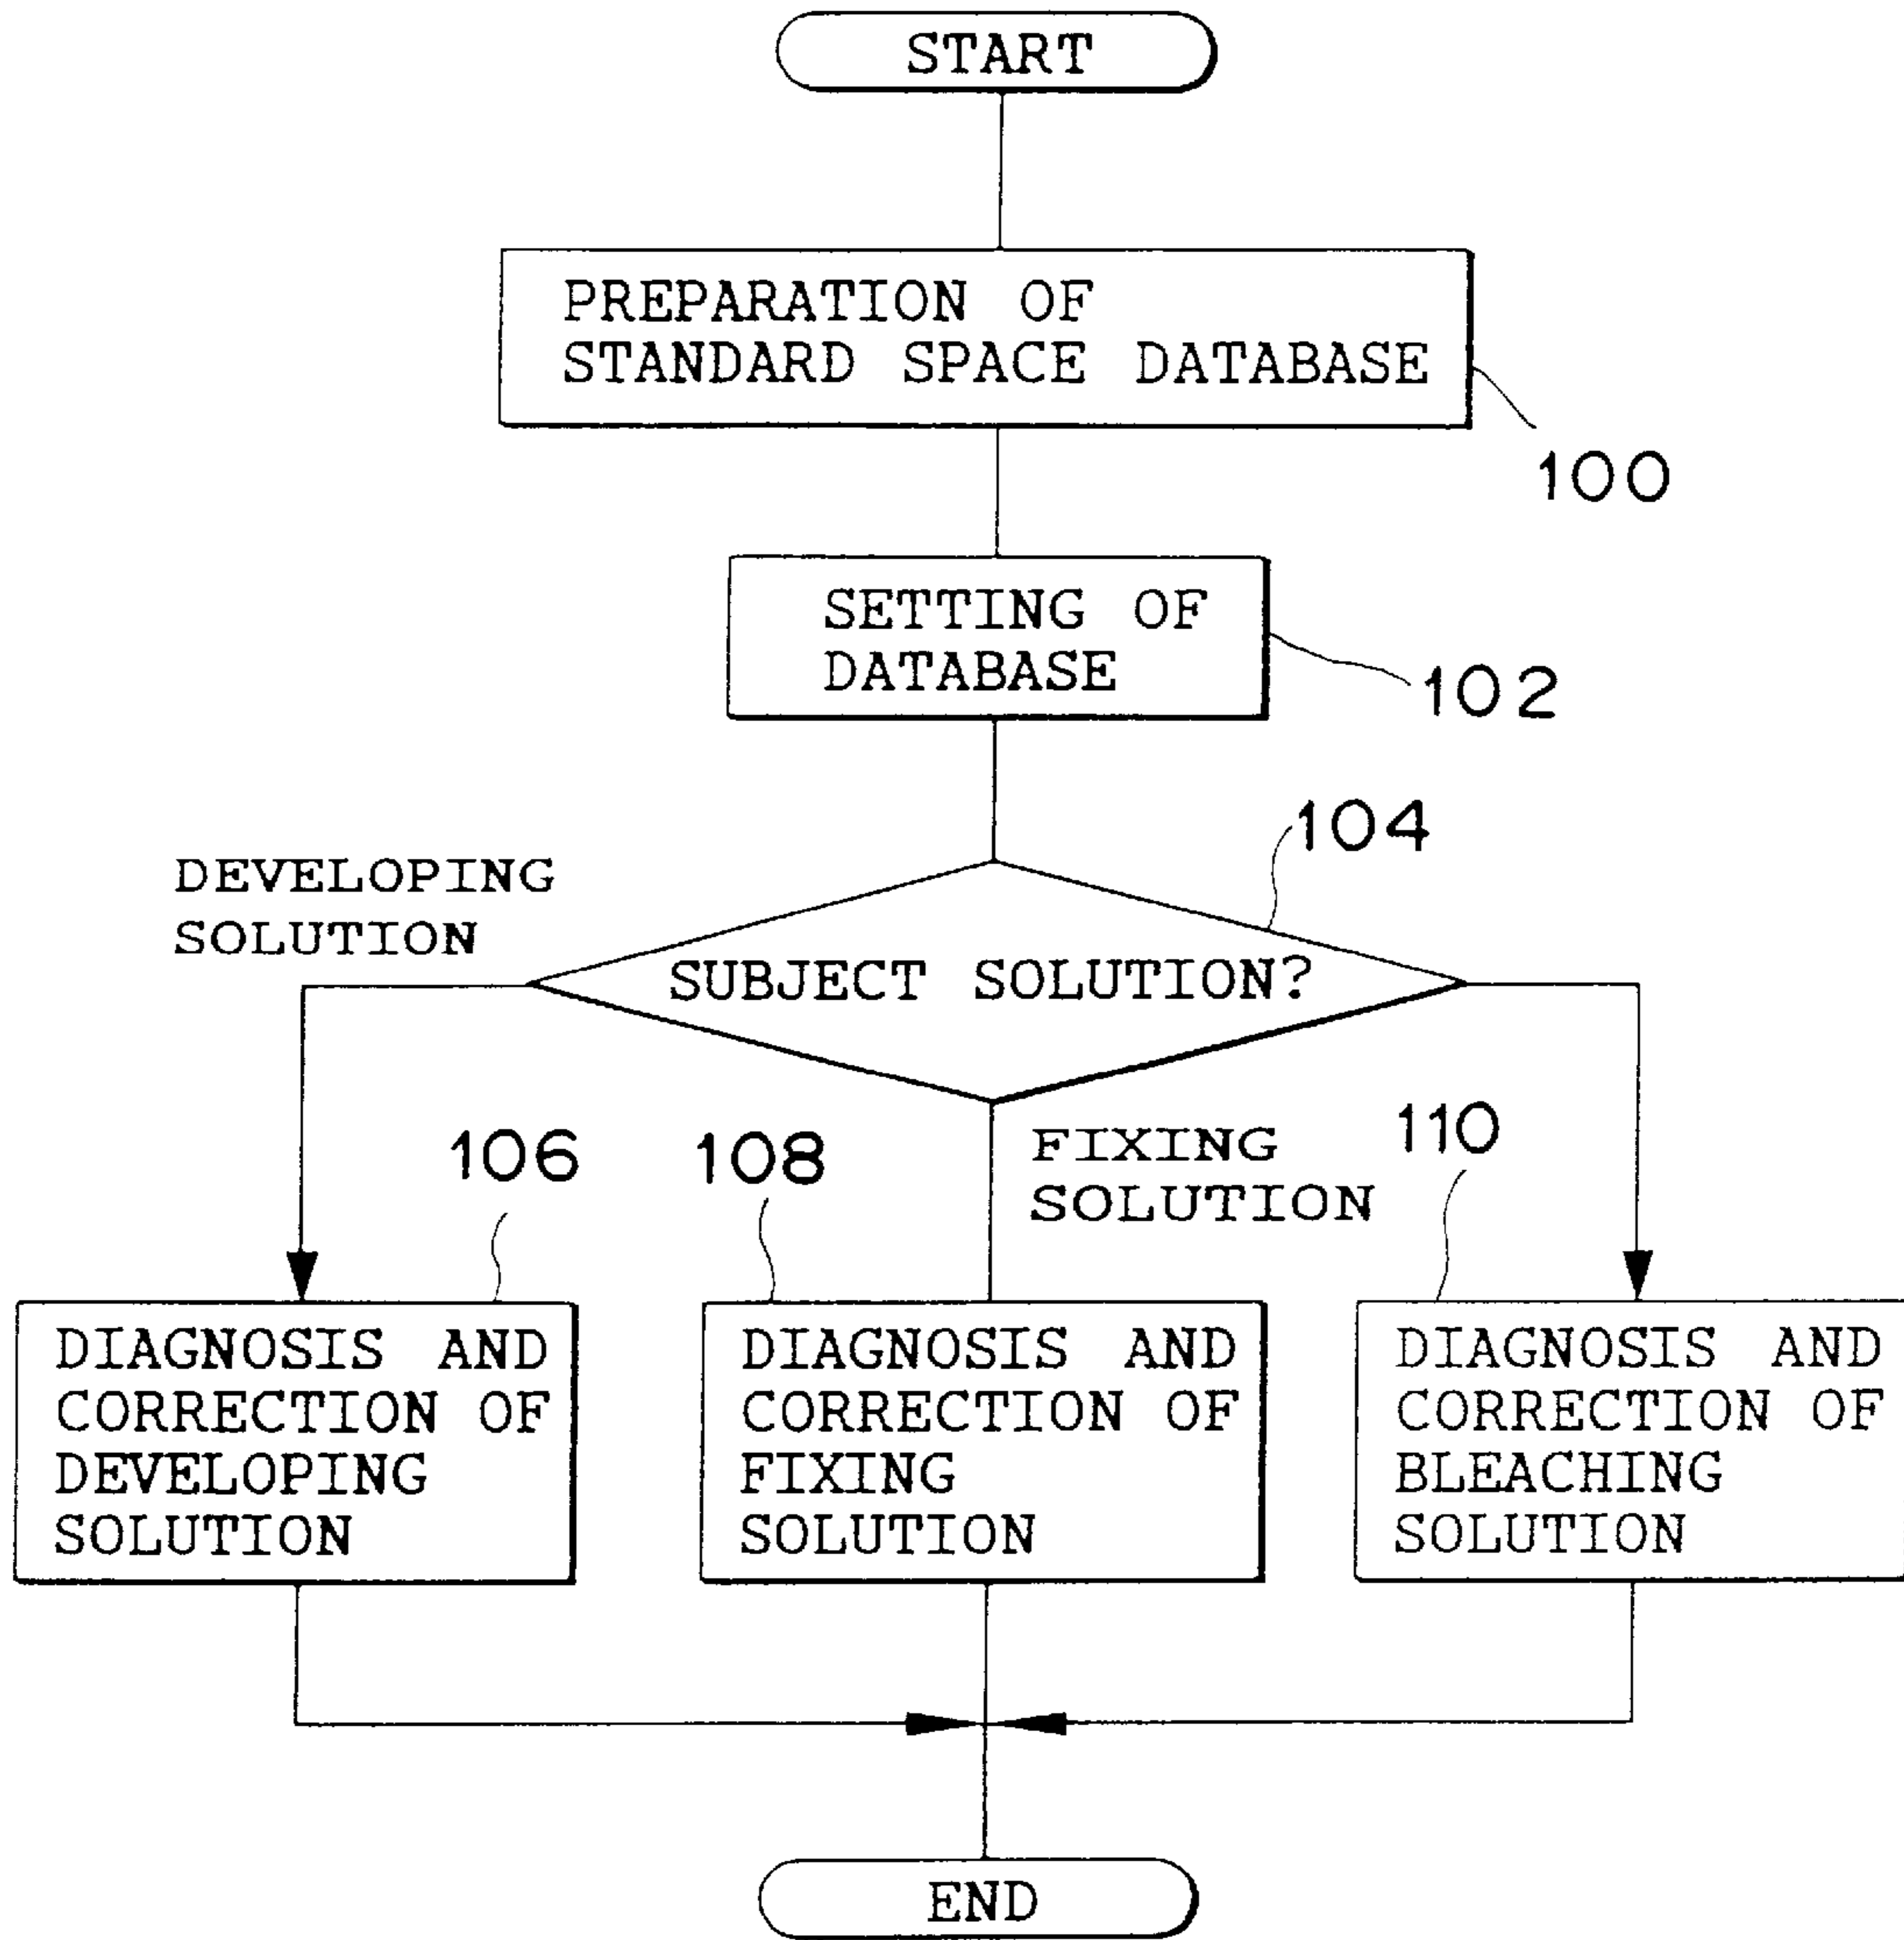 START
PREPARATION OF
STANDARD SPACE DATABASE
100
SETTING OF
DATABASE
102
104
DEVELOPING
SOLUTION
SUBJECT SOLUTION?
106
108
FIXING
SOLUTION
110
DIAGNOSIS AND
CORRECTION OF
DEVELOPING
SOLUTION
DIAGNOSIS AND
CORRECTION OF
FIXING
SOLUTION
DIAGNOSIS AND
CORRECTION OF
BLEACHING
SOLUTION
END